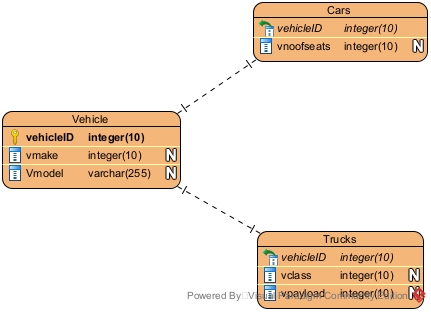 Cars
vehicleID integer(10)
vnoofseats integer(10) N
Vehicle
vehicleID integer(10)
vmake integer(10) N
Vmodel varchar(255) N
Trucks
vehicleID integer(10)
vclass integer(10) N
vpayload integer(10) N
Powered By Visual Paradigm Community Edition